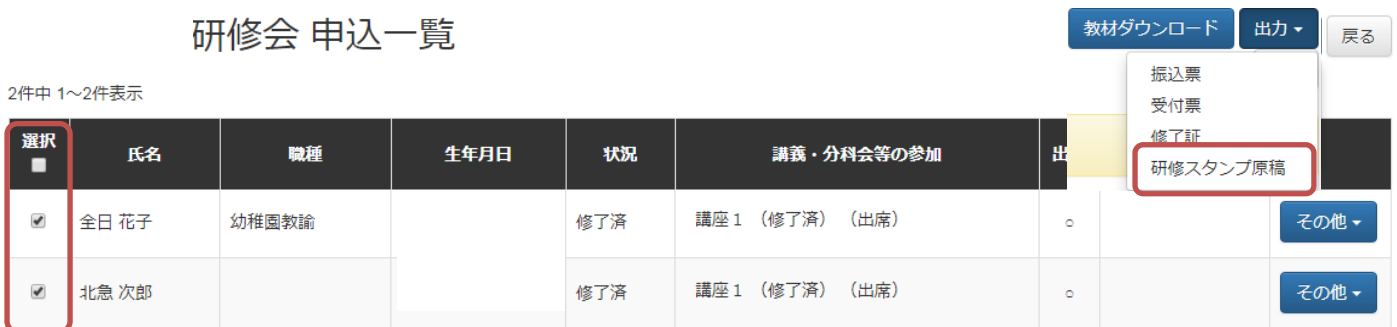 研修会 申込一覧
教材ダウンロード 出力 戻る
振込票
受付票
修了証
研修スタンプ原稿
2件中 1～2件表示
選択 氏名 職種 生年月日 状況 講義・分科会等の参加 出
全日 花子 幼稚園教諭 修了済 講座１ （修了済） （出席） ○ その他
北急 次郎 修了済 講座１ （修了済） （出席） ○ その他